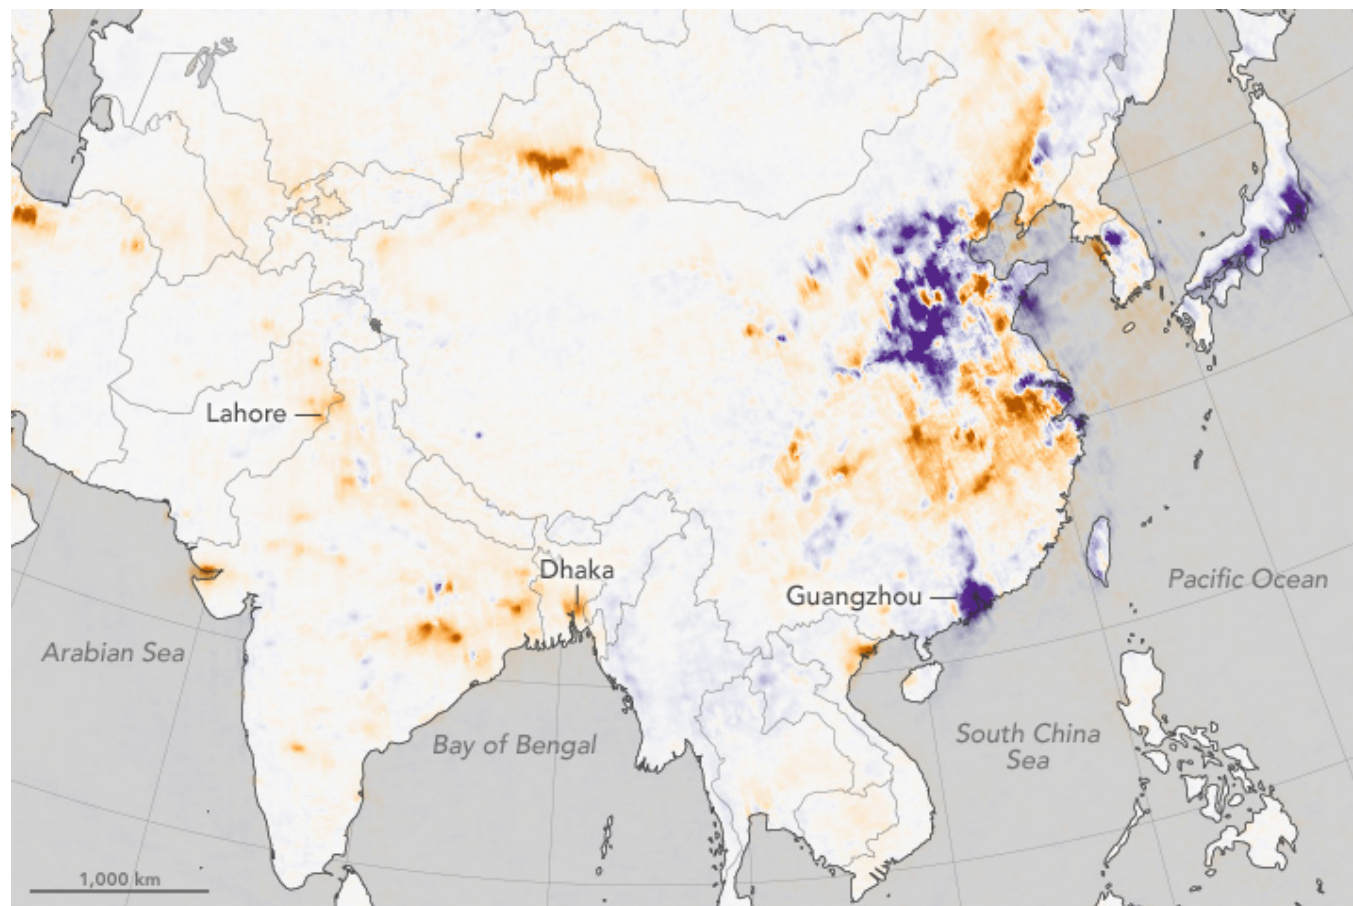 Lahore
Dhaka
Guangzhou
Pacific Ocean
Arabian Sea
Bay of Bengal
South China
Sea
1,000 km